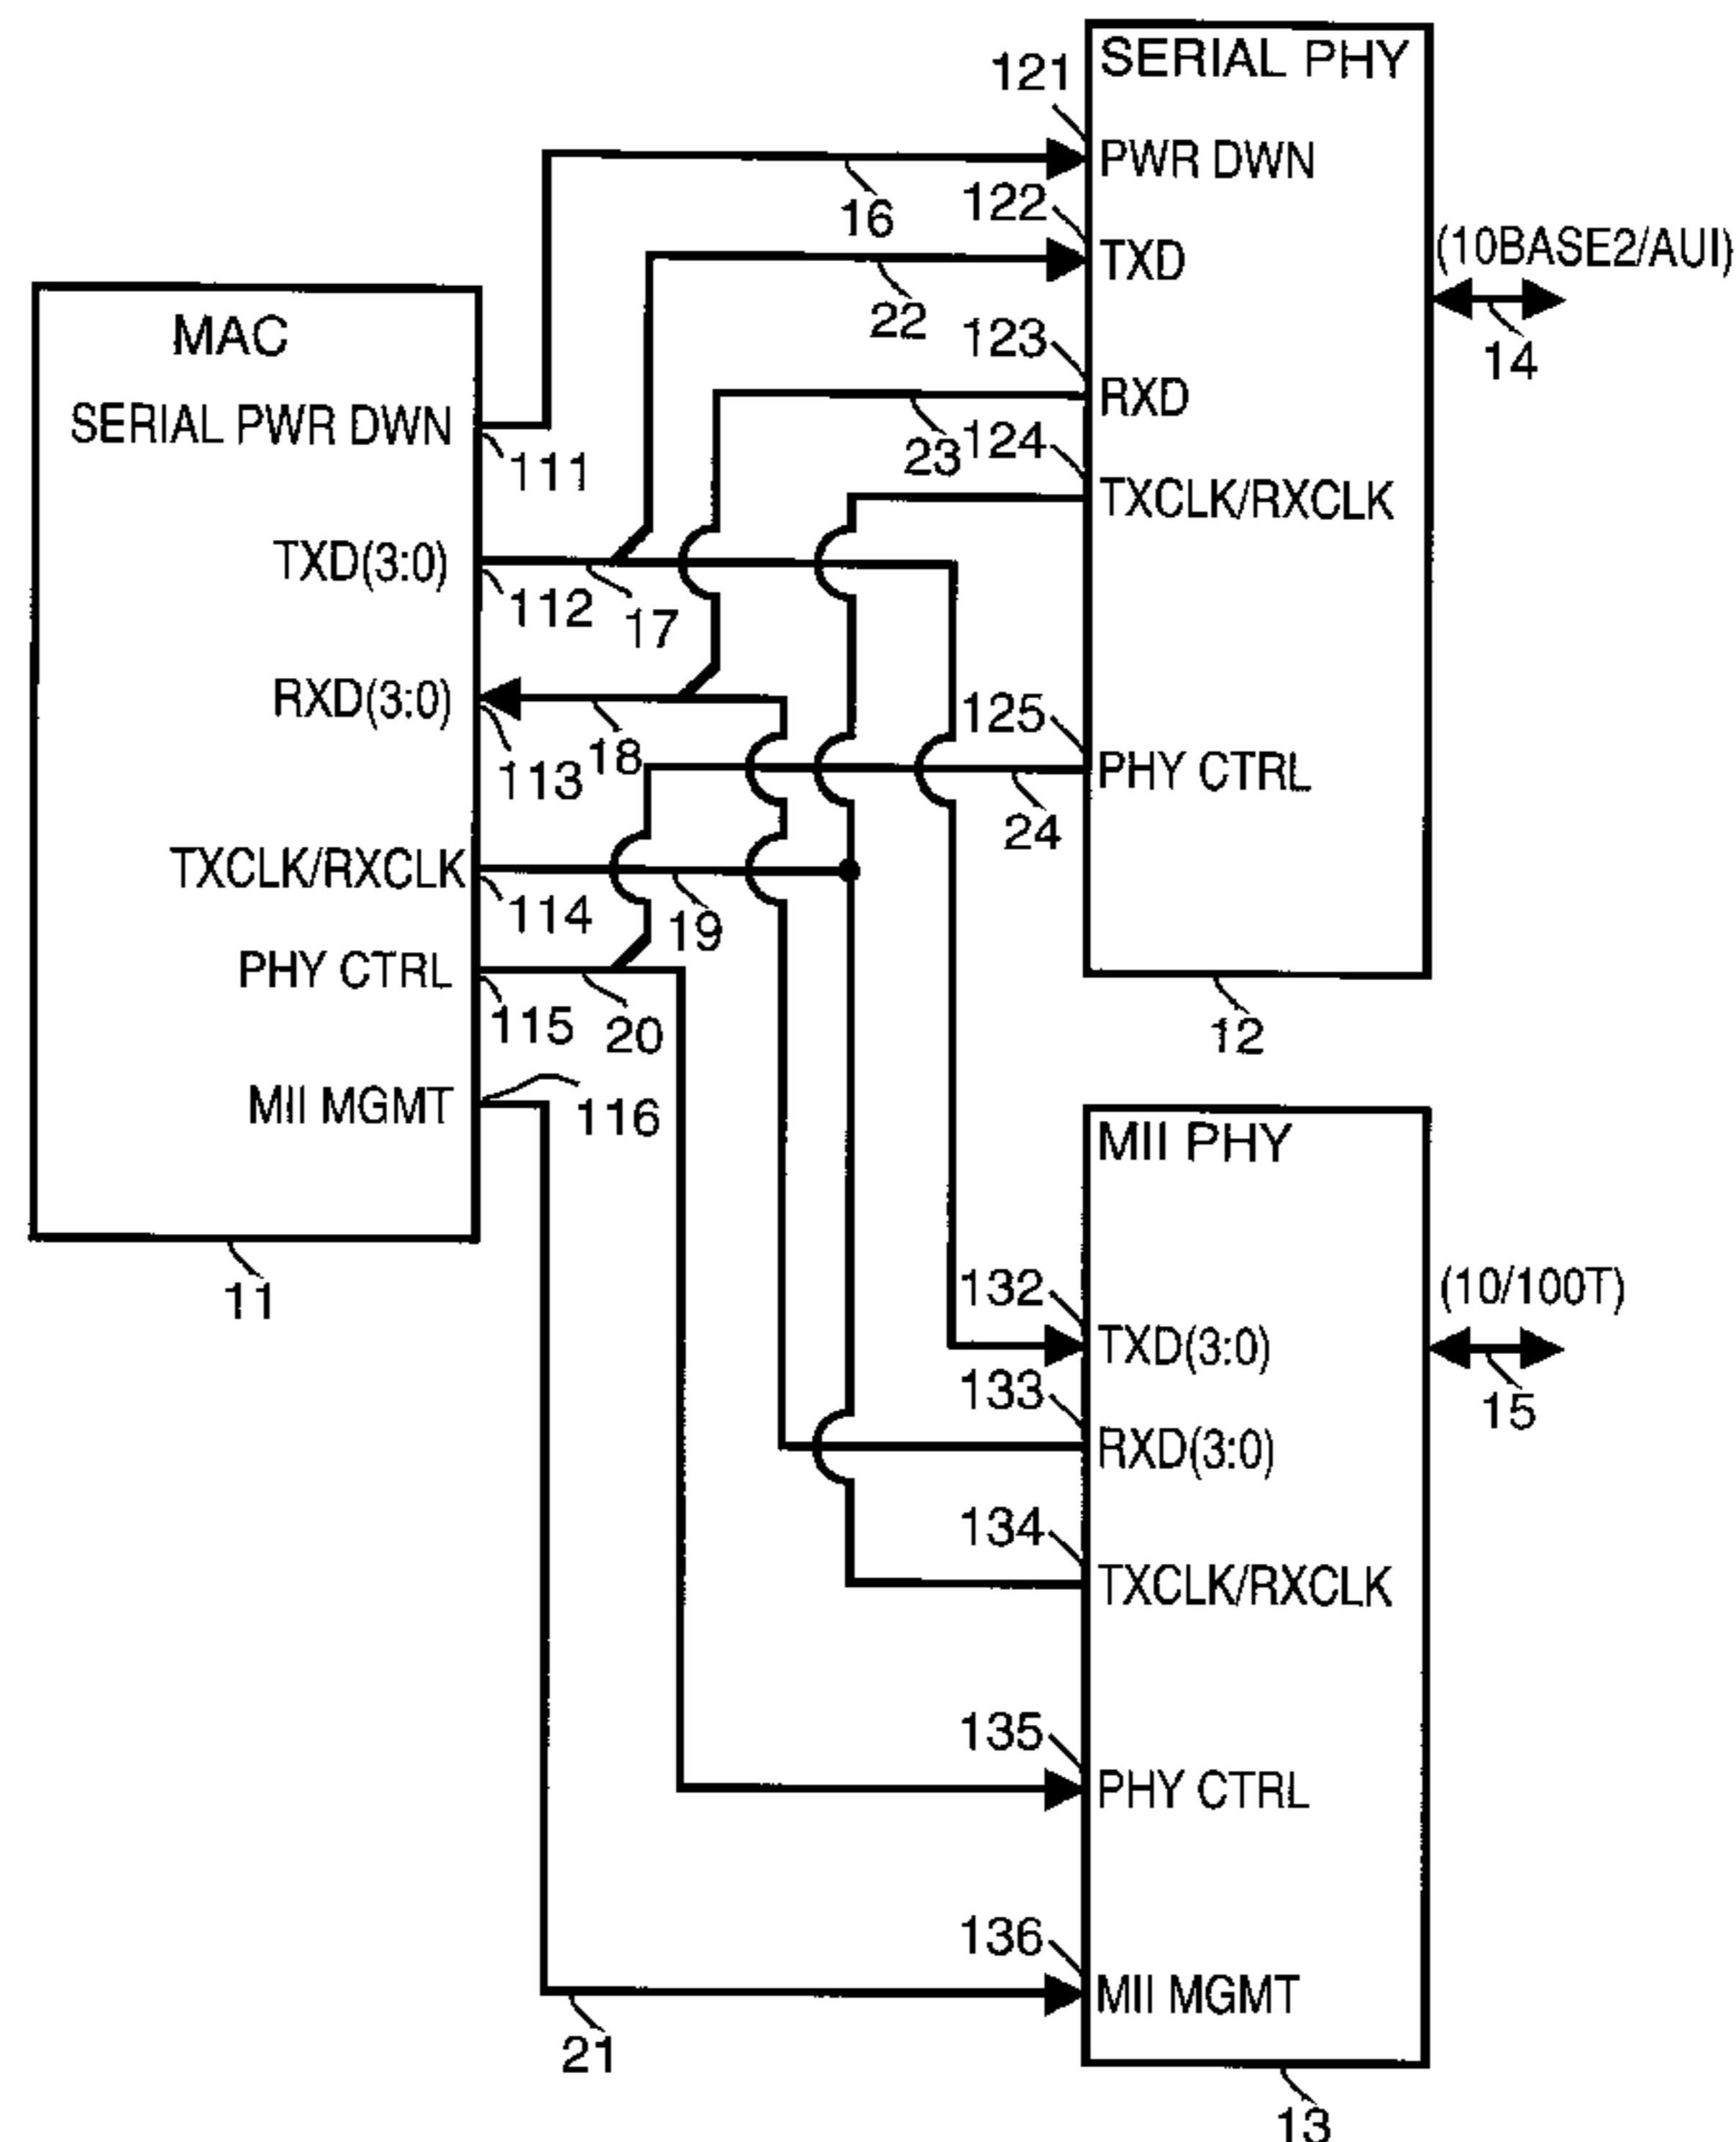 SERIAL PHY
121
PWR DWN
16
122
TXD
(10BASE2/AUI)
22
14
123
RXD
23
124
TXCLK/RXCLK
MAC
SERIAL PWR DWN
111
TXD(3:0)
112
17
RXD(3:0)
113
18
125
PHY CTRL
24
TXCLK/RXCLK
114
19
PHY CTRL
115
20
12
MII MGMT
116
11
MII PHY
132
TXD(3:0)
(10/100T)
15
133
RXD(3:0)
134
TXCLK/RXCLK
135
PHY CTRL
136
MII MGMT
21
13